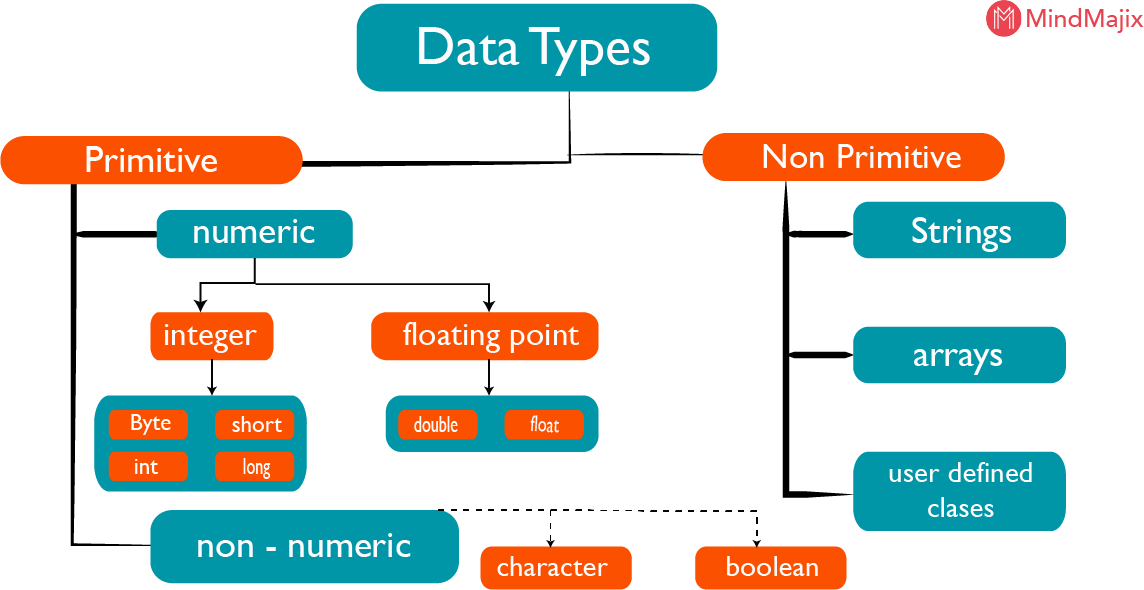 MindMajix
Data Types
Primitive
Non Primitive
numeric
Strings
integer
floating point
arrays
Byte
short
double
float
int
long
user defined
clases
non - numeric
character
boolean